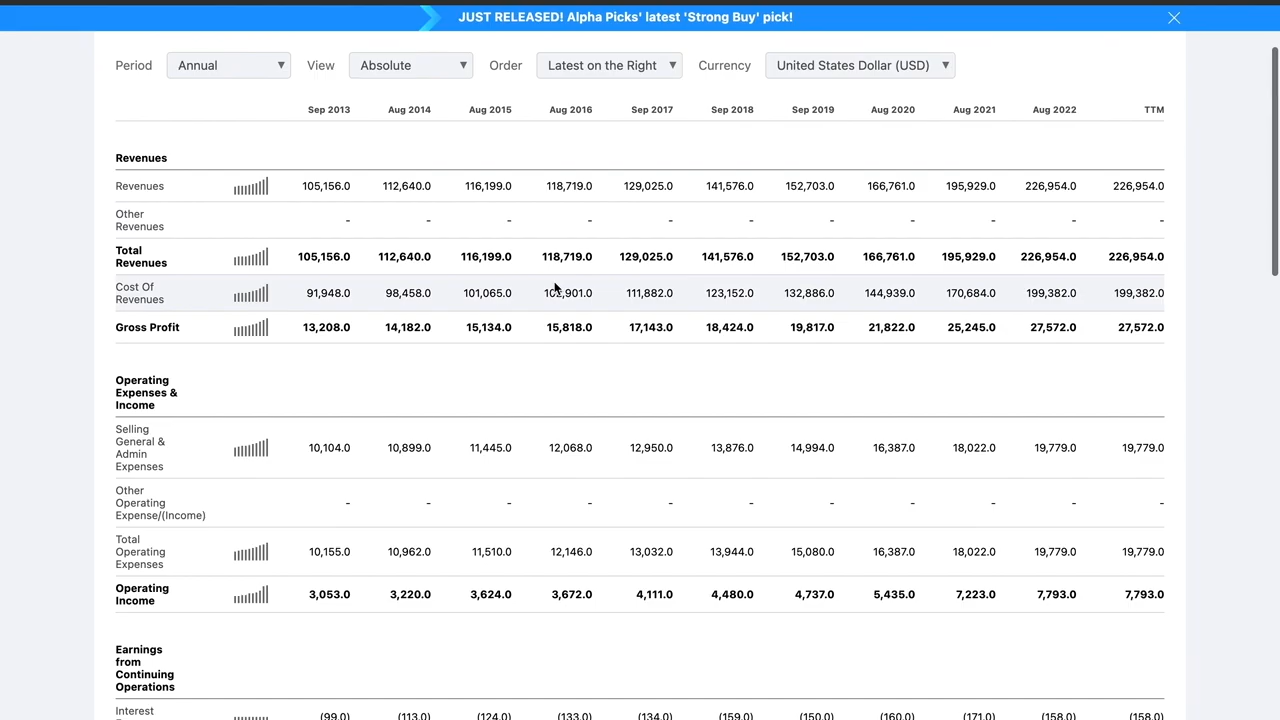 JUST RELEASED! Alpha Picks' latest 'Strong Buy' pick!
Period Annual View Absolute Order Latest on the Right Currency United States Dollar (USD)
Sep 2013 Aug 2014 Aug 2015 Aug 2016 Sep 2017 Sep 2018 Sep 2019 Aug 2020 Aug 2021 Aug 2022 TTM
Revenues
Revenues 105,156.0 112,640.0 116,199.0 118,719.0 129,025.0 141,576.0 152,703.0 166,761.0 195,929.0 226,954.0 226,954.0
Other
Revenues - - - - - - - - - - -
Total
Revenues 105,156.0 112,640.0 116,199.0 118,719.0 129,025.0 141,576.0 152,703.0 166,761.0 195,929.0 226,954.0 226,954.0
Cost Of
Revenues 91,948.0 98,458.0 101,065.0 102,901.0 111,882.0 123,152.0 132,886.0 144,939.0 170,684.0 199,382.0 199,382.0
Gross Profit 13,208.0 14,182.0 15,134.0 15,818.0 17,143.0 18,424.0 19,817.0 21,822.0 25,245.0 27,572.0 27,572.0
Operating
Expenses &
Income
Selling
General &
Admin
Expenses 10,104.0 10,899.0 11,445.0 12,068.0 12,950.0 13,876.0 14,994.0 16,387.0 18,022.0 19,779.0 19,779.0
Other
Operating
Expense/(Income) - - - - - - - - - - -
Total
Operating
Expenses 10,155.0 10,962.0 11,510.0 12,146.0 13,032.0 13,944.0 15,080.0 16,387.0 18,022.0 19,779.0 19,779.0
Operating
Income 3,053.0 3,220.0 3,624.0 3,672.0 4,111.0 4,480.0 4,737.0 5,435.0 7,223.0 7,793.0 7,793.0
Earnings
from
Continuing
Operations
Interest (99.0) (113.0) (124.0) (133.0) (134.0) (159.0) (150.0) (160.0) (171.0) (158.0) (158.0)